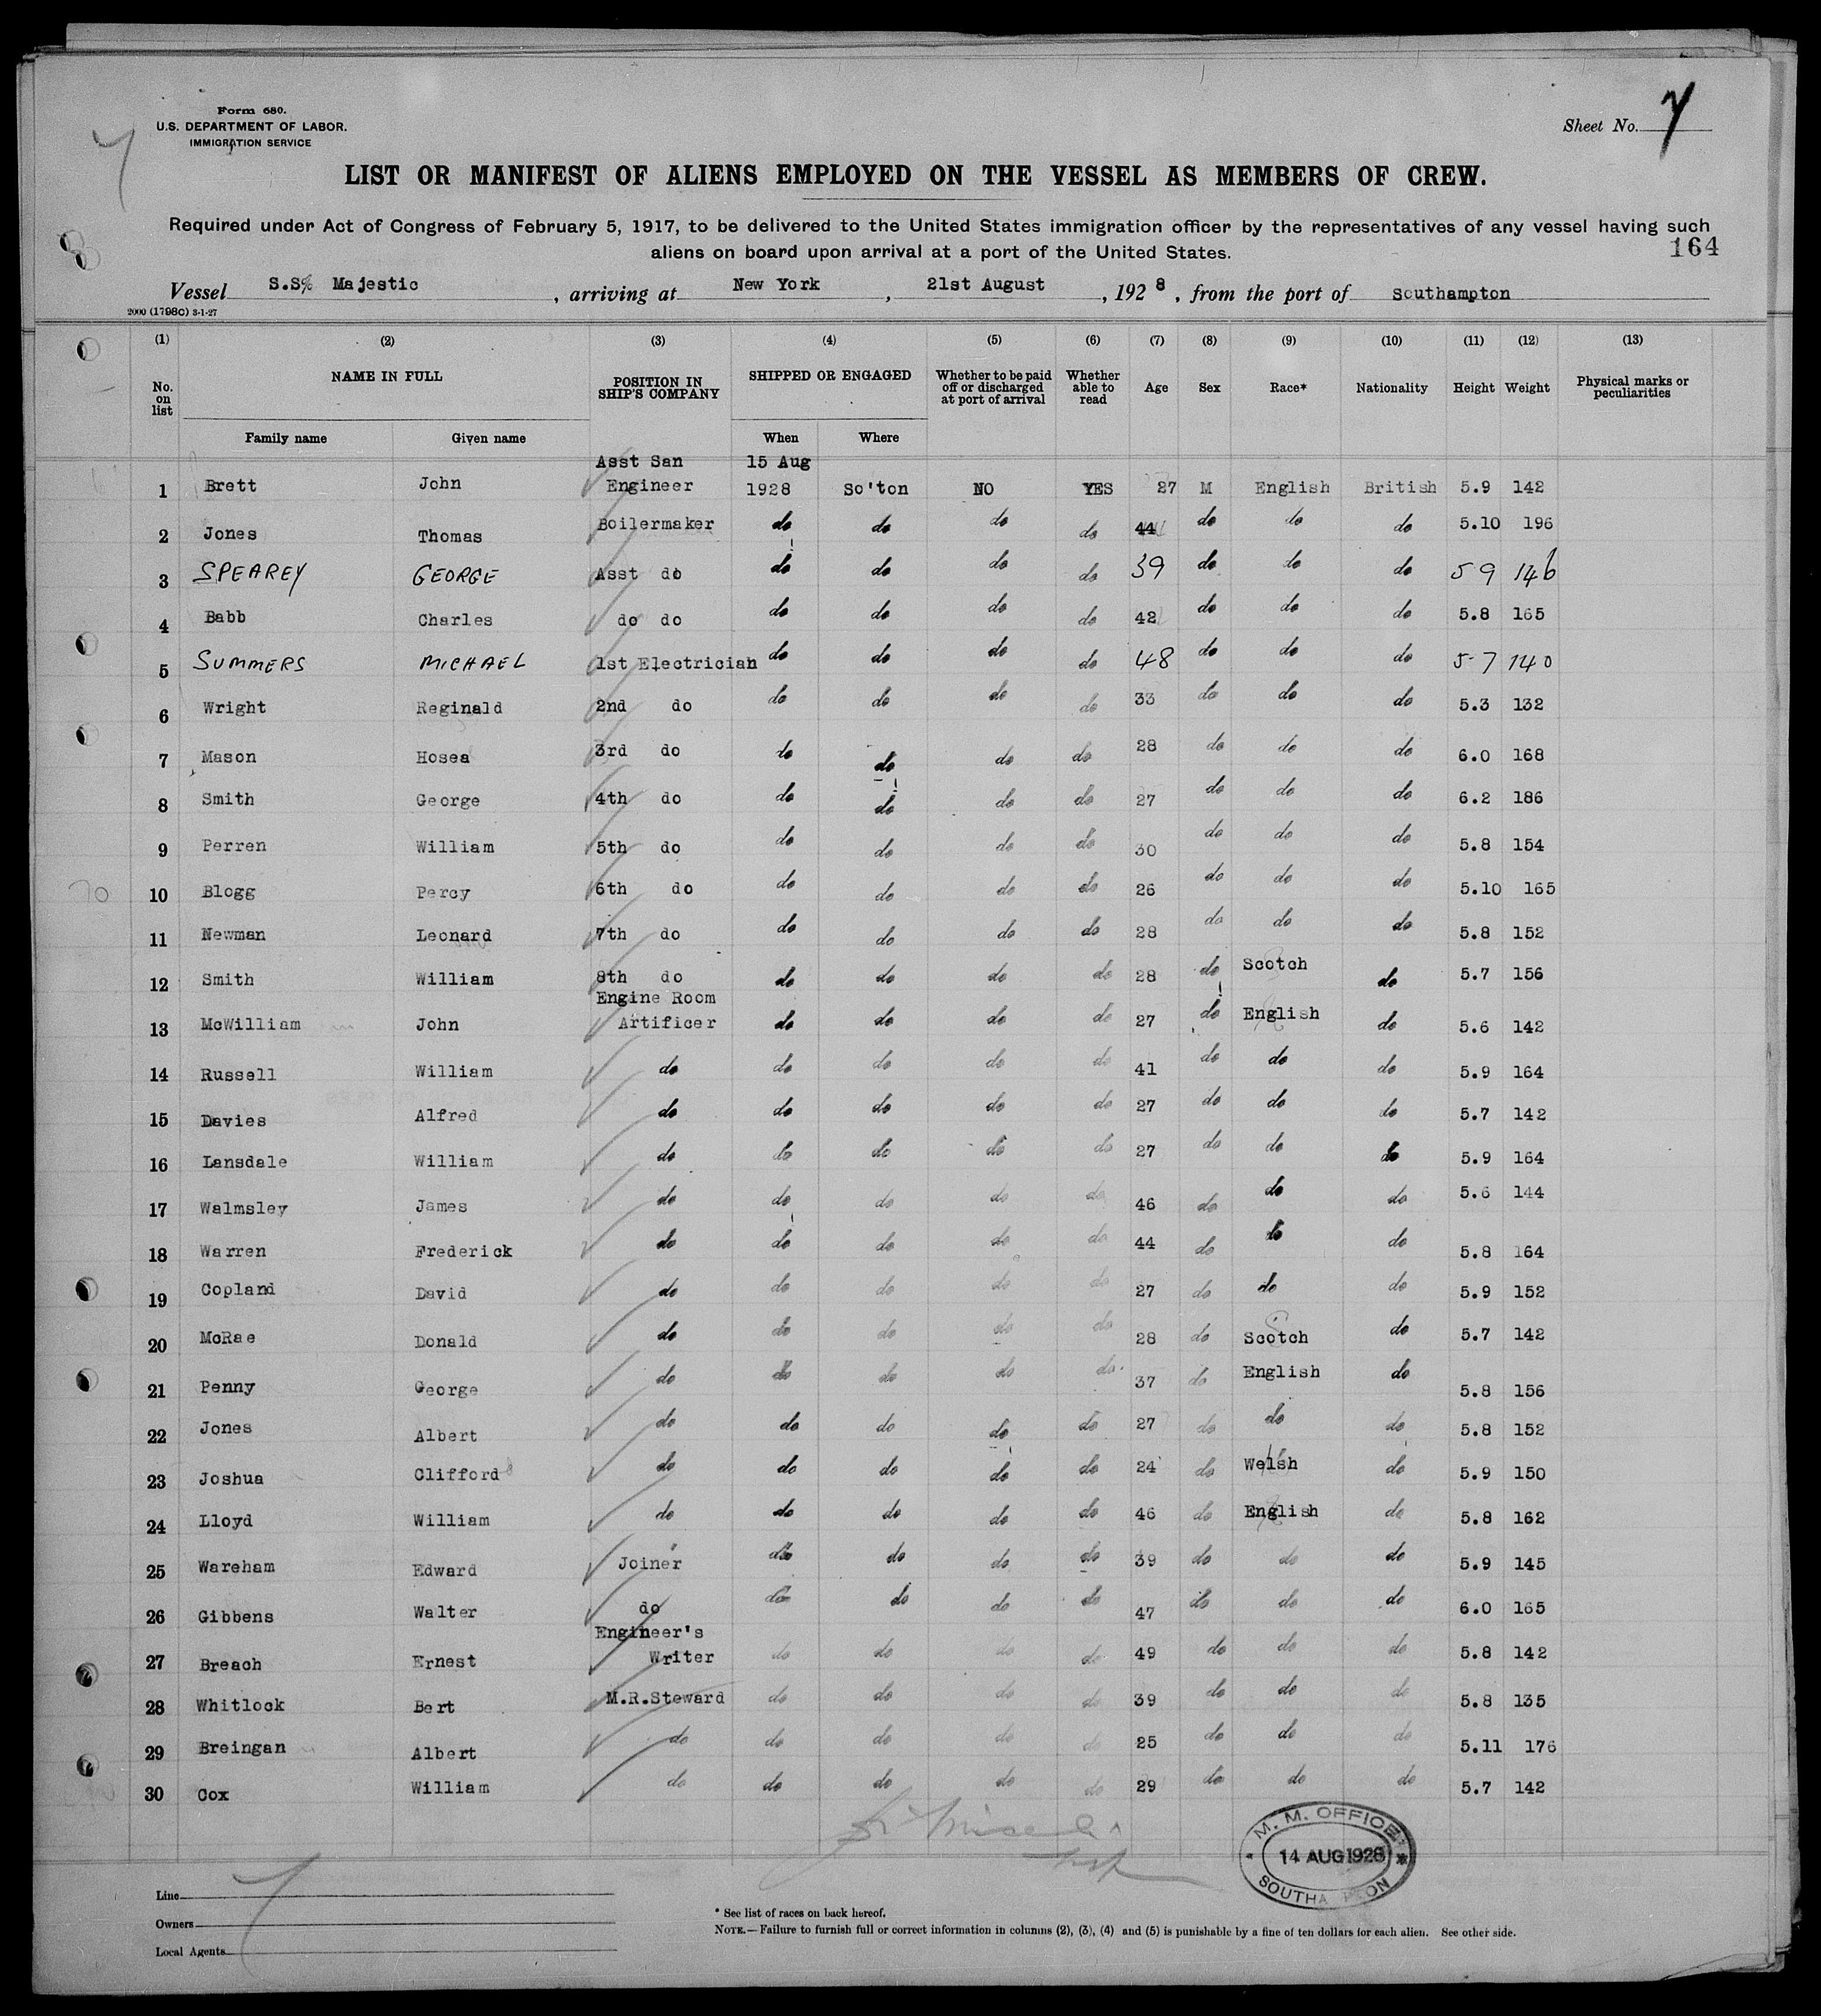 Form 680.
U.S. DEPARTMENT OF LABOR.
IMMIGRATION SERVICE
7
Sheet No. 7
LIST OR MANIFEST OF ALIENS EMPLOYED ON THE VESSEL AS MEMBERS OF CREW.
Required under Act of Congress of February 5, 1917, to be delivered to the United States immigration officer by the representatives of any vessel having such
aliens on board upon arrival at a port of the United States.
164
Vessel S.S% Majestic , arriving at New York , 21st August , 192 8 , from the port of Southampton
2000 (1798C) 3-1-27
(1) (2) (3) (4) (5) (6) (7) (8) (9) (10) (11) (12) (13)
No. on list NAME IN FULL POSITION IN SHIP'S COMPANY SHIPPED OR ENGAGED Whether to be paid off or discharged at port of arrival Whether able to read Age Sex Race* Nationality Height Weight Physical marks or peculiarities
Family name Given name When Where
Asst San 15 Aug
1 Brett John Engineer 1928 So'ton NO YES 27 M English British 5.9 142
2 Jones Thomas Boilermaker do do do do 44 do do do 5.10 196
3 SPEAREY GEORGE Asst do do do do do 39 do do do 5 9 146
4 Babb Charles do do do do do do 42 do do do 5.8 165
5 SUMMERS MICHAEL 1st Electrician do do do do 48 do do do 5-7 140
6 Wright Reginald 2nd do do do do do 33 do do do 5.3 132
7 Mason Hosea 3rd do do do do do 28 do do do 6.0 168
8 Smith George 4th do do do do do 27 do do do 6.2 186
9 Perren William 5th do do do do do 30 do do do 5.8 154
70 10 Blogg Percy 6th do do do do do 26 do do do 5.10 165
11 Newman Leonard 7th do do do do do 28 do do do 5.8 152
12 Smith William 8th do do do do do 28 do Scotch do 5.7 156
Engine Room
13 McWilliam John Artificer do do do do 27 do English do 5.6 142
14 Russell William do do do do do 41 do do do 5.9 164
15 Davies Alfred do do do do do 27 do do do 5.7 142
16 Lansdale William do do do do do 27 do do do 5.9 164
17 Walmsley James do do do do do 46 do do do 5.6 144
18 Warren Frederick do do do do do 44 do do do 5.8 164
19 Copland David do do do do do 27 do do do 5.9 152
20 McRae Donald do do do do do 28 do Scotch do 5.7 142
21 Penny George do do do do do 37 do English do 5.8 156
22 Jones Albert do do do do do 27 do do do 5.8 152
23 Joshua Clifford do do do do do 24 do Welsh do 5.9 150
24 Lloyd William do do do do do 46 do English do 5.8 162
25 Wareham Edward Joiner do do do do 39 do do do 5.9 145
26 Gibbens Walter do do do do do 47 do do do 6.0 165
Engineer's
27 Breach Ernest Writer do do do do 49 do do do 5.8 142
28 Whitlock Bert M.R.Steward do do do do 39 do do do 5.8 135
29 Breingan Albert do do do do do 25 do do do 5.11 176
30 Cox William do do do do do 29 do do do 5.7 142
M. M. OFFICE
14 AUG 1928
Line
Owners
Local Agents
* See list of races on back hereof.
NOTE.—Failure to furnish full or correct information in columns (2), (3), (4) and (5) is punishable by a fine of ten dollars for each alien. See other side.